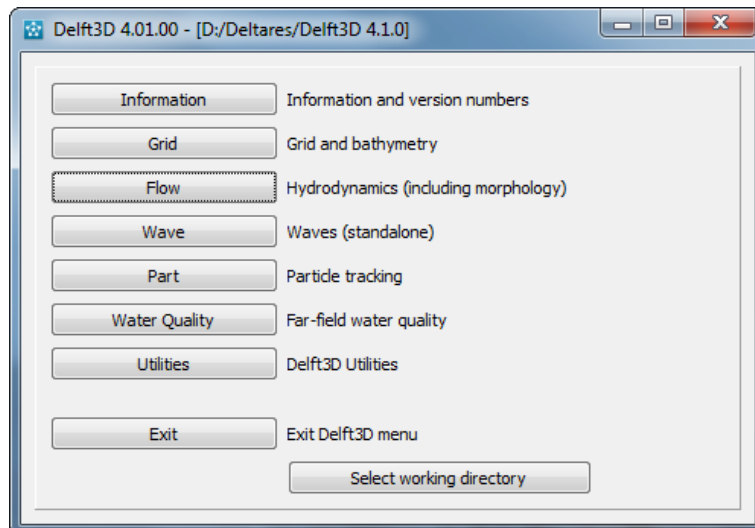 Delft3D 4.01.00 - [D:/Deltares/Delft3D 4.1.0]
Information Information and version numbers
Grid Grid and bathymetry
Flow Hydrodynamics (including morphology)
Wave Waves (standalone)
Part Particle tracking
Water Quality Far-field water quality
Utilities Delft3D Utilities
Exit Exit Delft3D menu
Select working directory